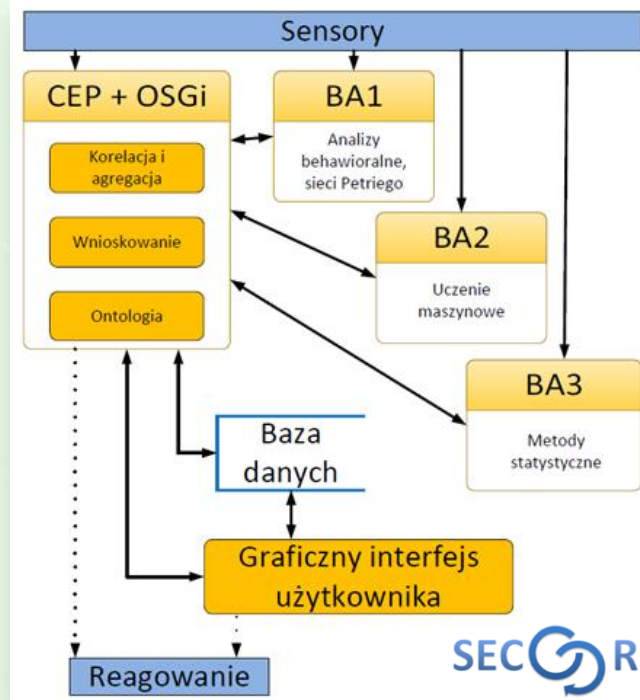 Sensory
CEP + OSGi
Korelacja i
agregacja
Wnioskowanie
Ontologia
BA1
Analizy
behawioralne,
sieci Petriego
BA2
Uczenie
maszynowe
BA3
Metody
statystyczne
Baza
danych
Graficzny interfejs
użytkownika
Reagowanie
SECOR